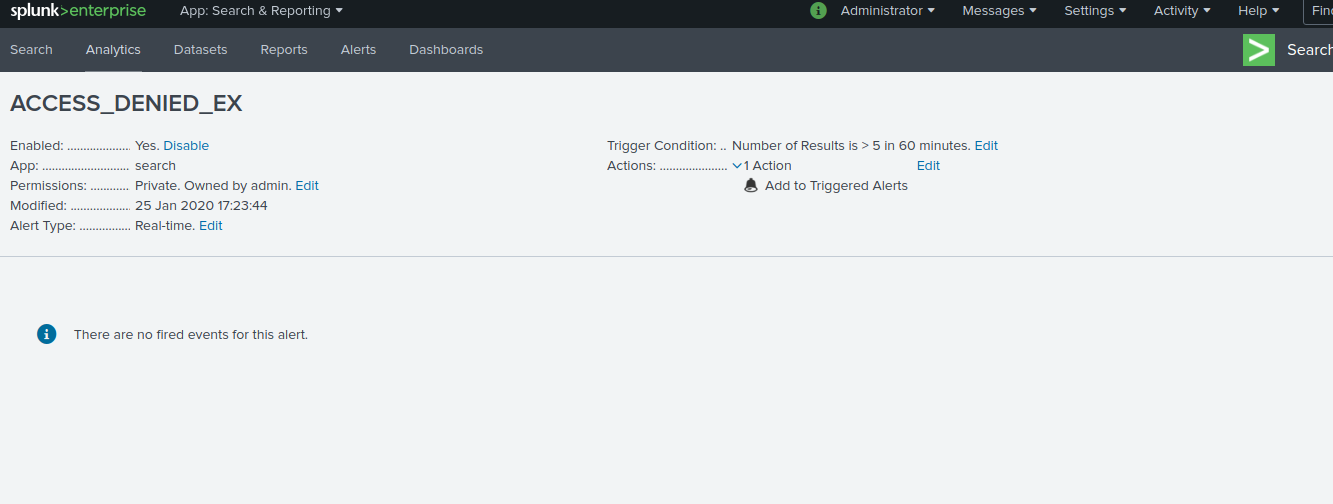 splunk>enterprise App: Search & Reporting Administrator Messages Settings Activity Help Find
Search Analytics Datasets Reports Alerts Dashboards Search
ACCESS_DENIED_EX
Enabled: ................... Yes. Disable
App: ........................... search
Permissions: ............ Private. Owned by admin. Edit
Modified: .................. 25 Jan 2020 17:23:44
Alert Type: ................ Real-time. Edit
Trigger Condition: .. Number of Results is > 5 in 60 minutes. Edit
Actions: ..................... 1 Action Edit
Add to Triggered Alerts
There are no fired events for this alert.